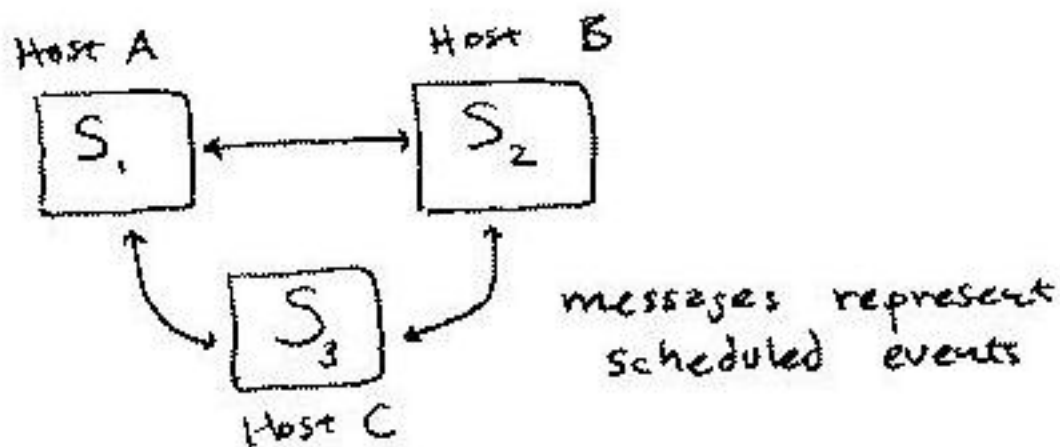 Host A
Host B
S₁
S₂
S₃
messages represent
scheduled events
Host C